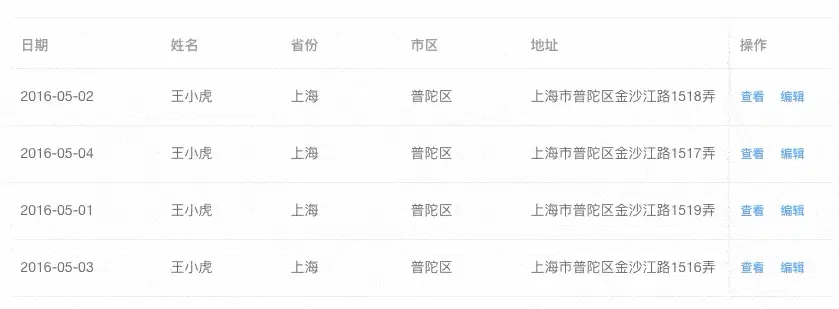 日期 姓名 省份 市区 地址 操作
2016-05-02 王小虎 上海 普陀区 上海市普陀区金沙江路1518弄 查看 编辑
2016-05-04 王小虎 上海 普陀区 上海市普陀区金沙江路1517弄 查看 编辑
2016-05-01 王小虎 上海 普陀区 上海市普陀区金沙江路1519弄 查看 编辑
2016-05-03 王小虎 上海 普陀区 上海市普陀区金沙江路1516弄 查看 编辑